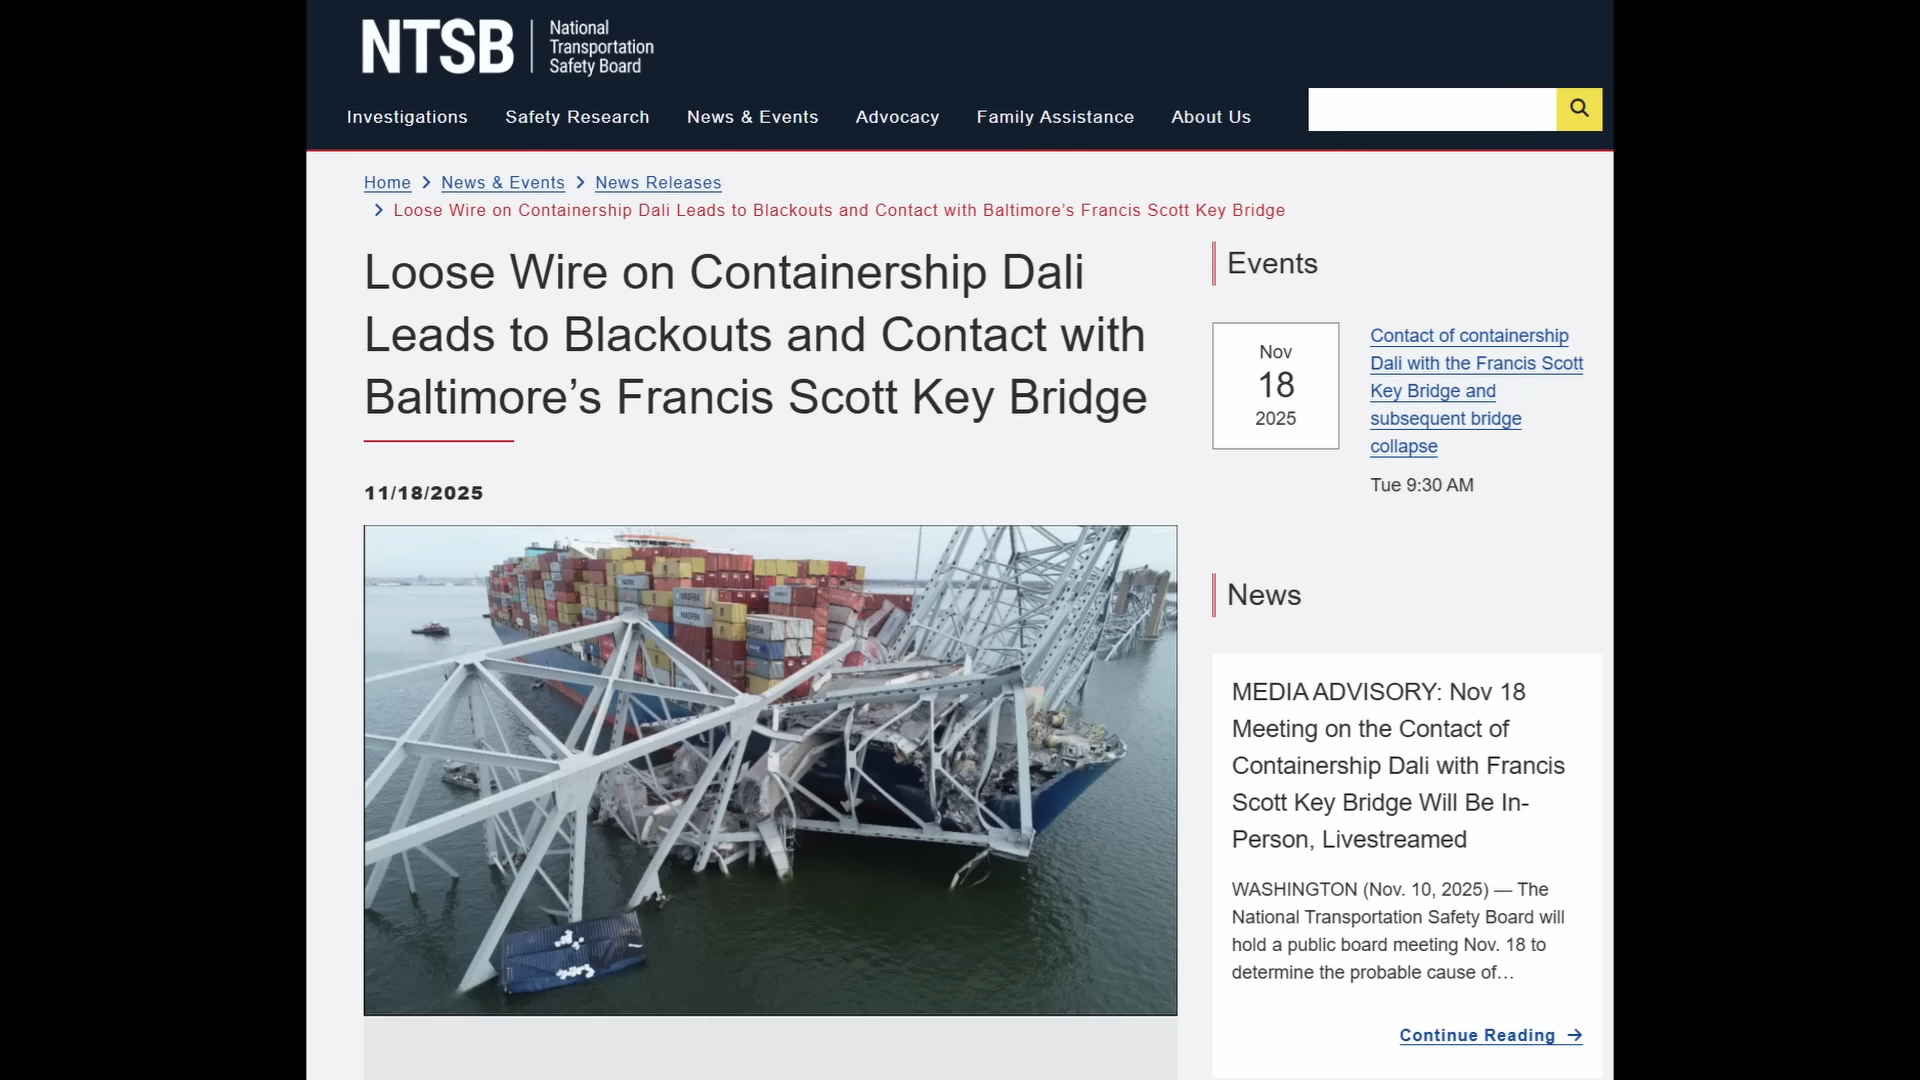 NTSB
National
Transportation
Safety Board
Investigations
Safety Research
News & Events
Advocacy
Family Assistance
About Us
Home
News & Events
News Releases
Loose Wire on Containership Dali Leads to Blackouts and Contact with Baltimore’s Francis Scott Key Bridge
Loose Wire on Containership Dali
Leads to Blackouts and Contact with
Baltimore’s Francis Scott Key Bridge
11/18/2025
Events
Nov
18
2025
Contact of containership
Dali with the Francis Scott
Key Bridge and
subsequent bridge
collapse
Tue 9:30 AM
News
MEDIA ADVISORY: Nov 18
Meeting on the Contact of
Containership Dali with Francis
Scott Key Bridge Will Be In-
Person, Livestreamed
WASHINGTON (Nov. 10, 2025) — The
National Transportation Safety Board will
hold a public board meeting Nov. 18 to
determine the probable cause of…
Continue Reading